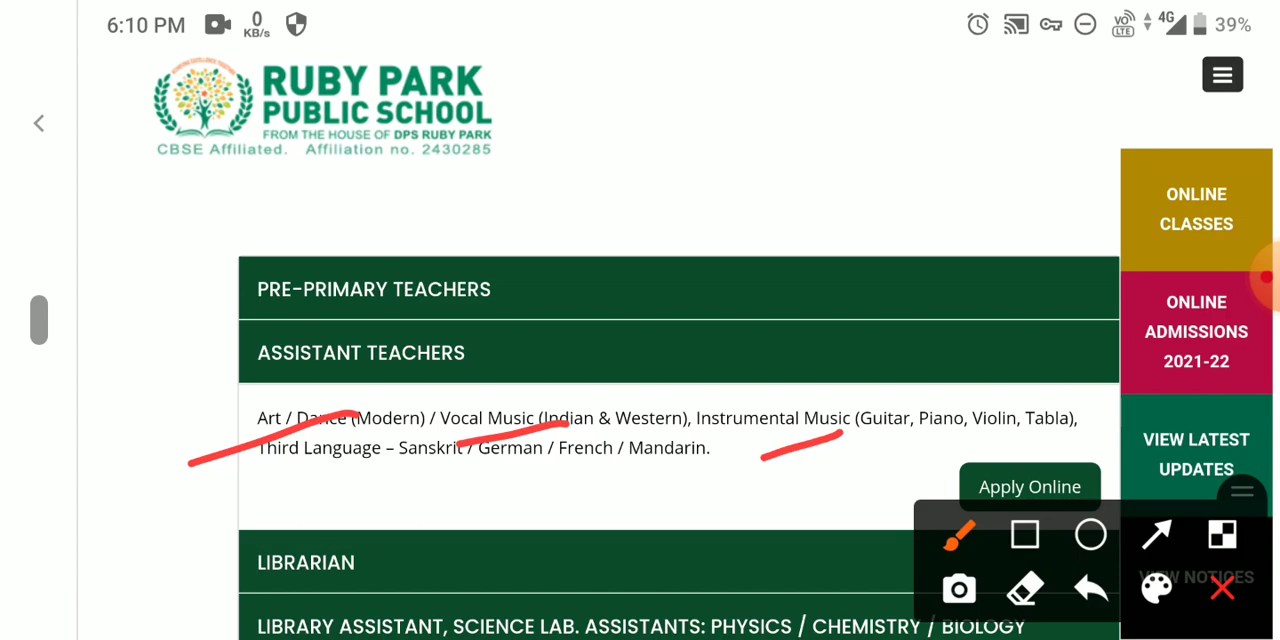 6:10 PM
0
KB/s
VO
LTE
4G
39%
RUBY PARK
PUBLIC SCHOOL
FROM THE HOUSE OF DPS RUBY PARK
CBSE Affiliated. Affiliation no. 2430285
ONLINE
CLASSES
ONLINE
ADMISSIONS
2021-22
VIEW LATEST
UPDATES
VIEW NOTICES
PRE-PRIMARY TEACHERS
ASSISTANT TEACHERS
Art / Dance (Modern) / Vocal Music (Indian & Western), Instrumental Music (Guitar, Piano, Violin, Tabla),
Third Language – Sanskrit / German / French / Mandarin.
Apply Online
LIBRARIAN
LIBRARY ASSISTANT, SCIENCE LAB. ASSISTANTS: PHYSICS / CHEMISTRY / BIOLOGY